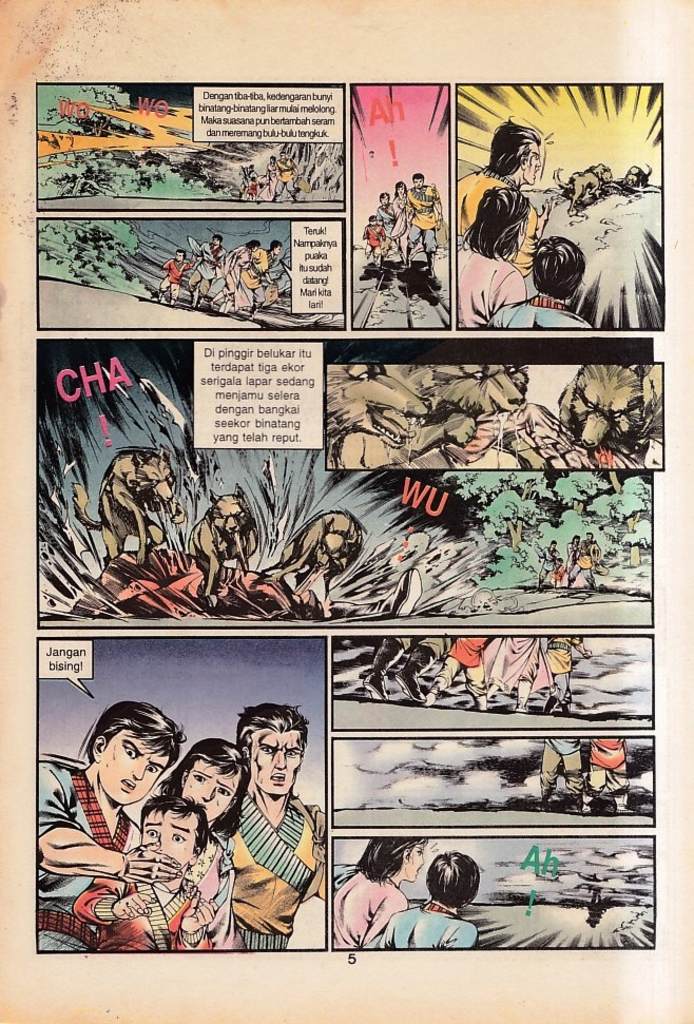 WO WO
Dengan tiba-tiba, kedengaran bunyi
binatang-binatang liar mulai melolong.
Maka suasana pun bertambah seram
dan meremang bulu-bulu tengkuk.
Teruk!
Nampaknya
itu sudah
datang!
Mari kita
lari!
Ah
!
CHA
!
Di pinggir belukar itu
terdapat tiga ekor
serigala lapar sedang
menjamu selera
dengan bangkai
seekor binatang
yang telah reput.
WU
!
Jangan
bising!
Ah
!
5